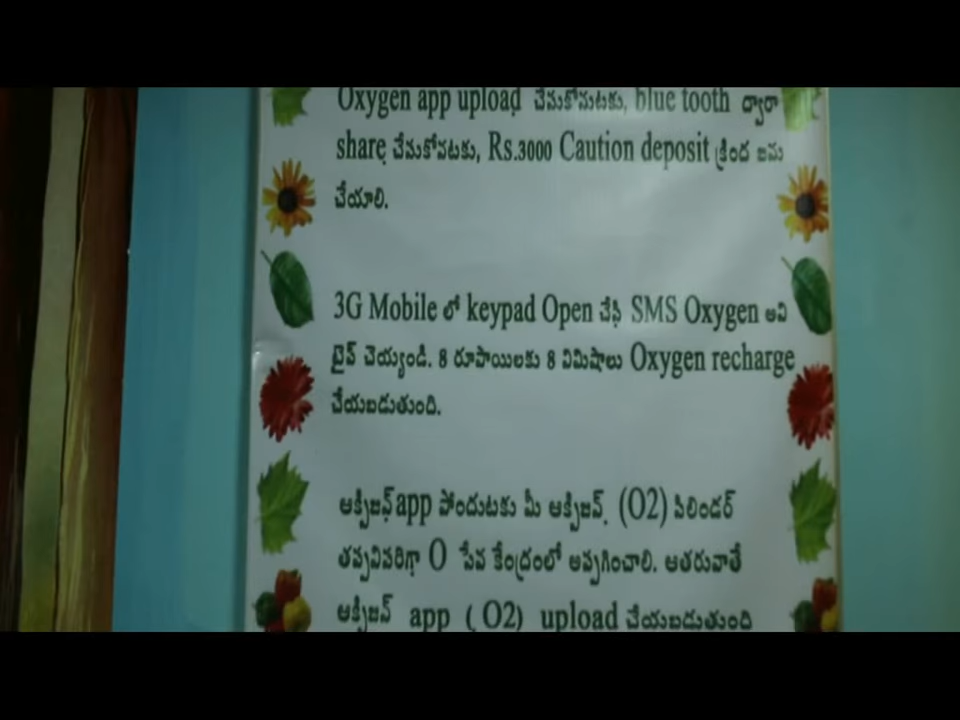 Oxygen app upload చేసుకోనుటకు, blue tooth ద్వారా
share చేసుకోనుటకు, Rs.3000 Caution deposit క్రింద జమ
చేయాలి.
3G Mobile లో keypad Open చేసి SMS Oxygen అని
టైప్ చెయ్యండి. 8 రూపాయిలకు 8 నిమిషాలు Oxygen recharge
చేయబడుతుంది.
ఆక్సీజన్ app పొందుటకు మీ ఆక్సీజన్ (O2) సిలిండర్
తప్పనిసరిగా O సేవ కేంద్రంలో అప్పగించాలి. ఆతరువాతే
ఆక్సీజన్ app ( O2) upload చేయబడుతుంది